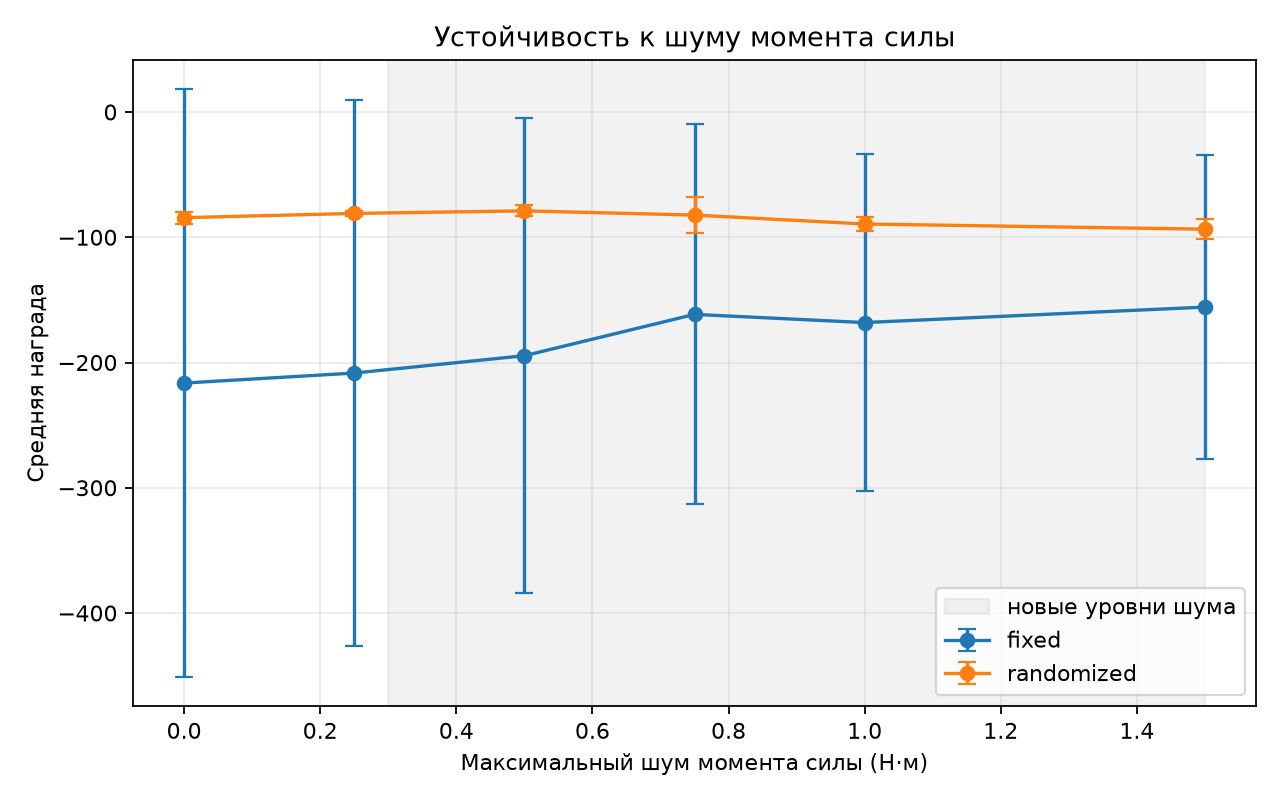 Устойчивость к шуму момента силы
Средняя награда
0
−100
−200
−300
−400
0.0 0.2 0.4 0.6 0.8 1.0 1.2 1.4
Максимальный шум момента силы (Н·м)
новые уровни шума
fixed
randomized